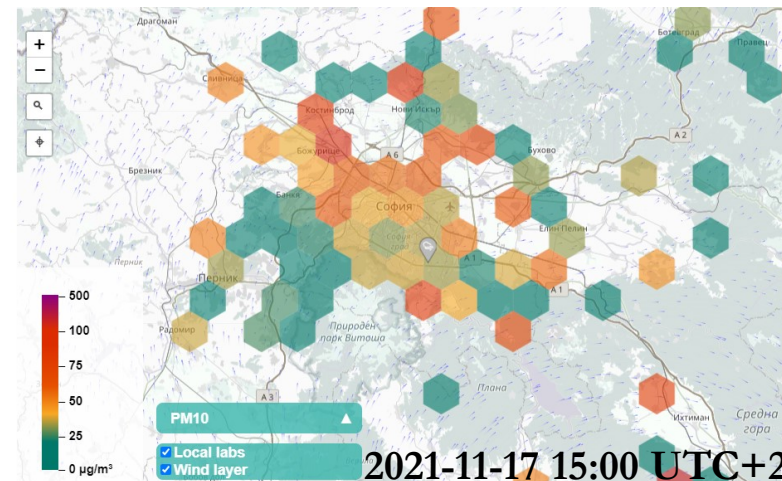 Драгоман
Ботевград
Правец
+
−
Сливница
Костинброд
Нови Искър
A 2
Бухово
A 6
Божурище
Брезник
Банкя
София
Елин Пелин
Перник
A 1
Перник
A 1
500
100
75
50
25
0 µg/m³
Радомир
Природен
парк Витоша
Плана
A 3
Ихтиман
Средна
гора
PM10 ▲
Local labs
Wind layer
2021-11-17 15:00 UTC+2